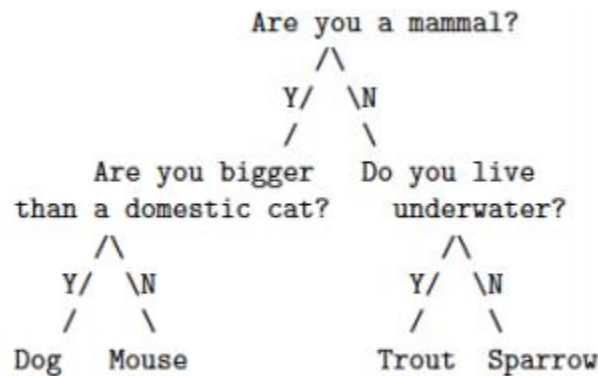 Are you a mammal?
/\
Y/ \N
/ \
Are you bigger Do you live
than a domestic cat? underwater?
/\ /\
Y/ \N Y/ \N
/ \ / \
Dog Mouse Trout Sparrow